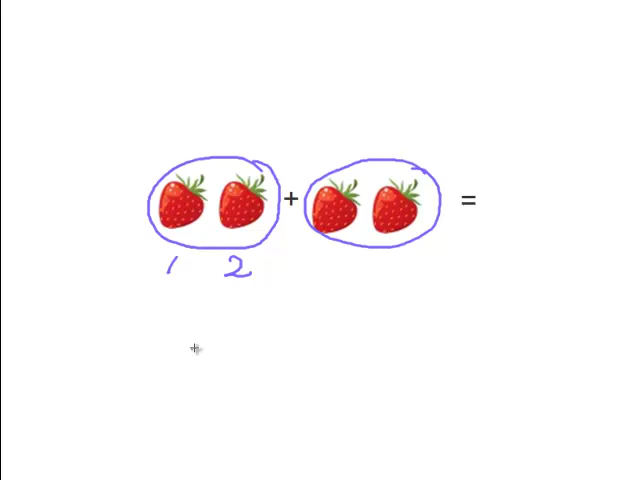 + =
1 2